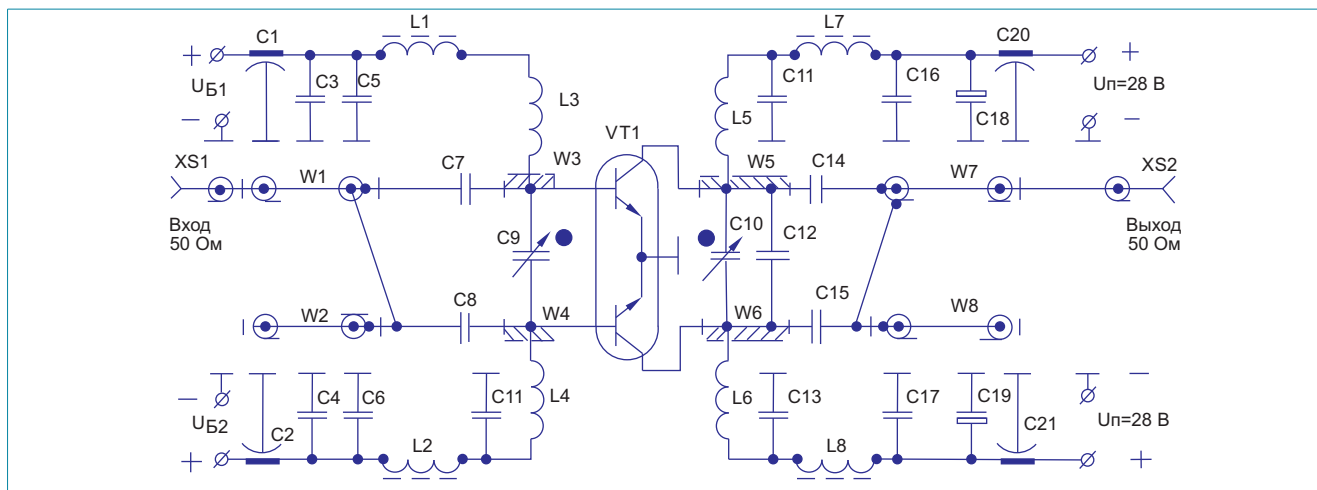 L1
L7
C1
C20
+
UБ1
−
C3
C5
L3
C11
C16
C18
+
Uп=28 В
−
L5
VT1
XS1
W1
C7
W3
W5
C14
W7
XS2
Вход
50 Ом
C9
C10
C12
Выход
50 Ом
W2
C8
W4
W6
C15
W8
−
UБ2
+
C2
C4
C6
C11
L4
L2
L6
C13
C17
C19
C21
L8
−
Uп=28 В
+